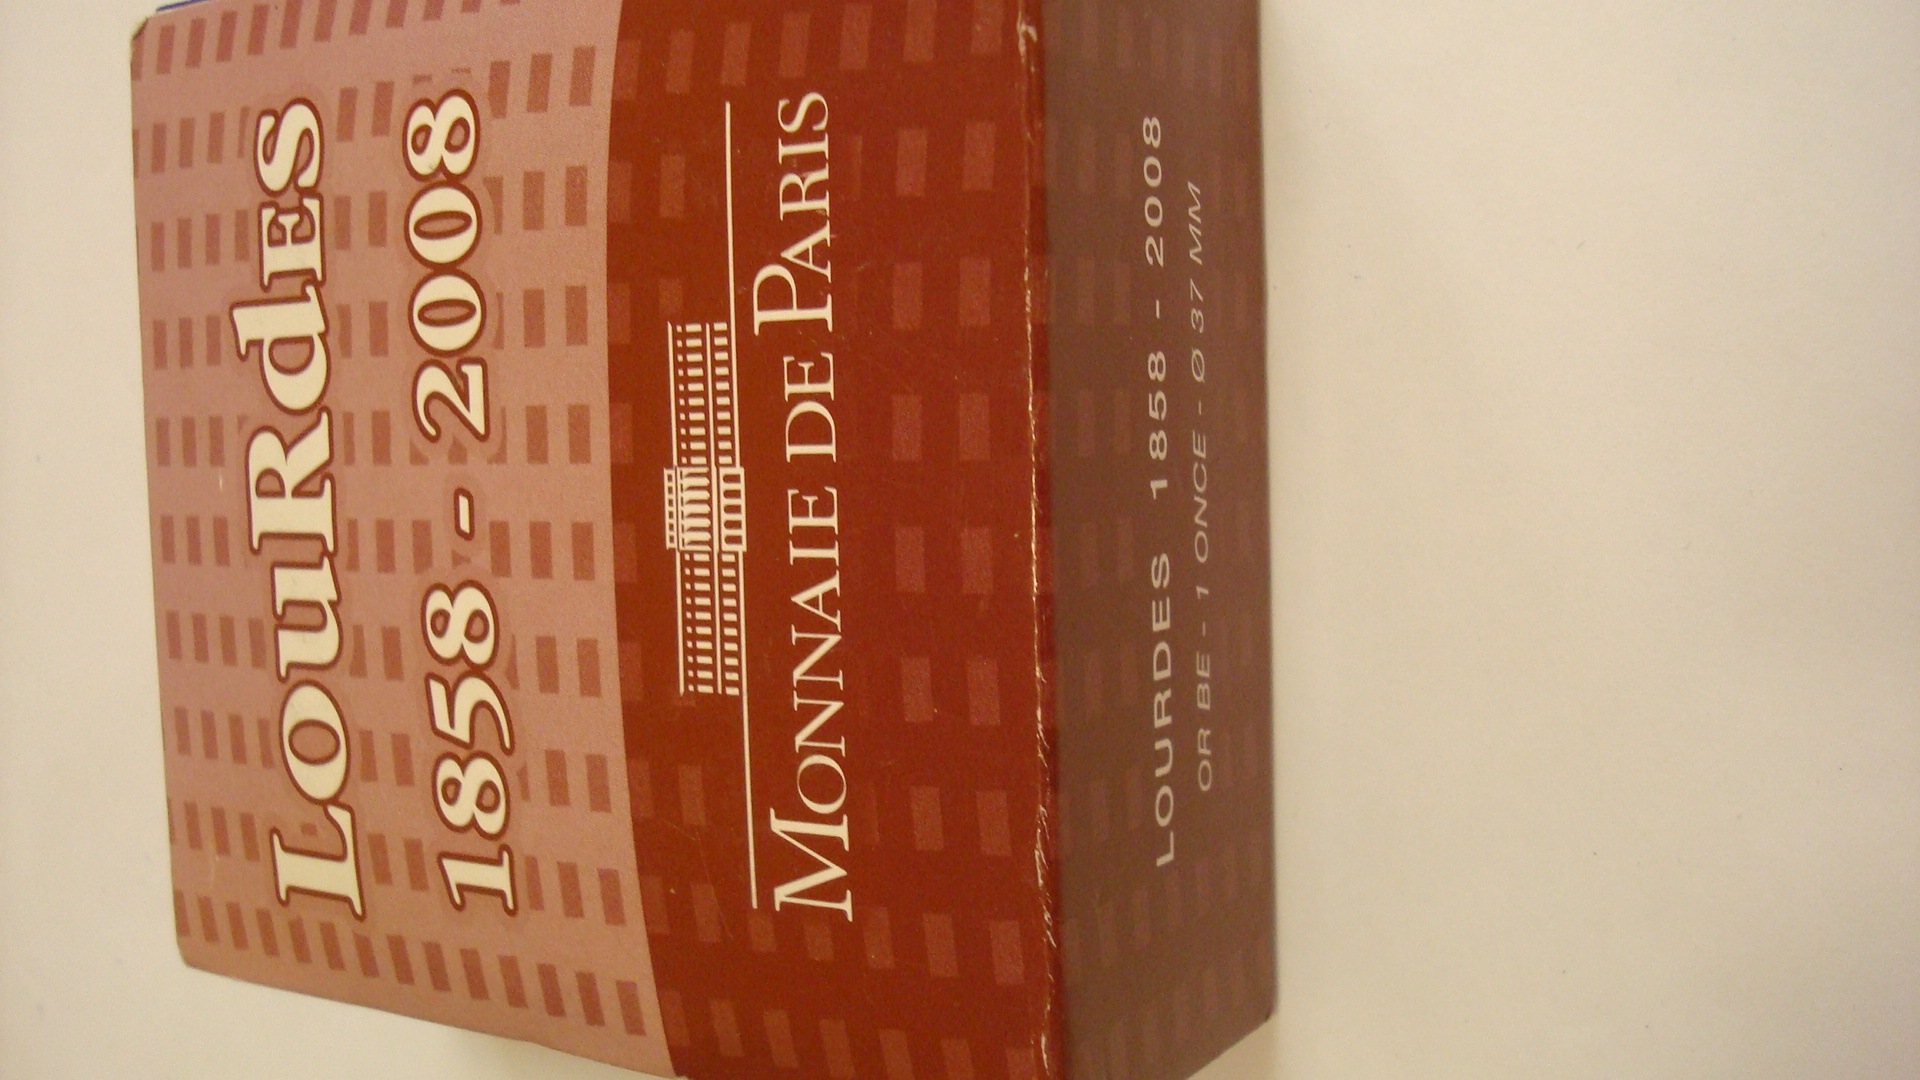 LouRdes
1858 - 2008
MONNAIE DE PARIS
LOURDES 1858 - 2008
OR BE - 1 ONCE - Ø 37 MM